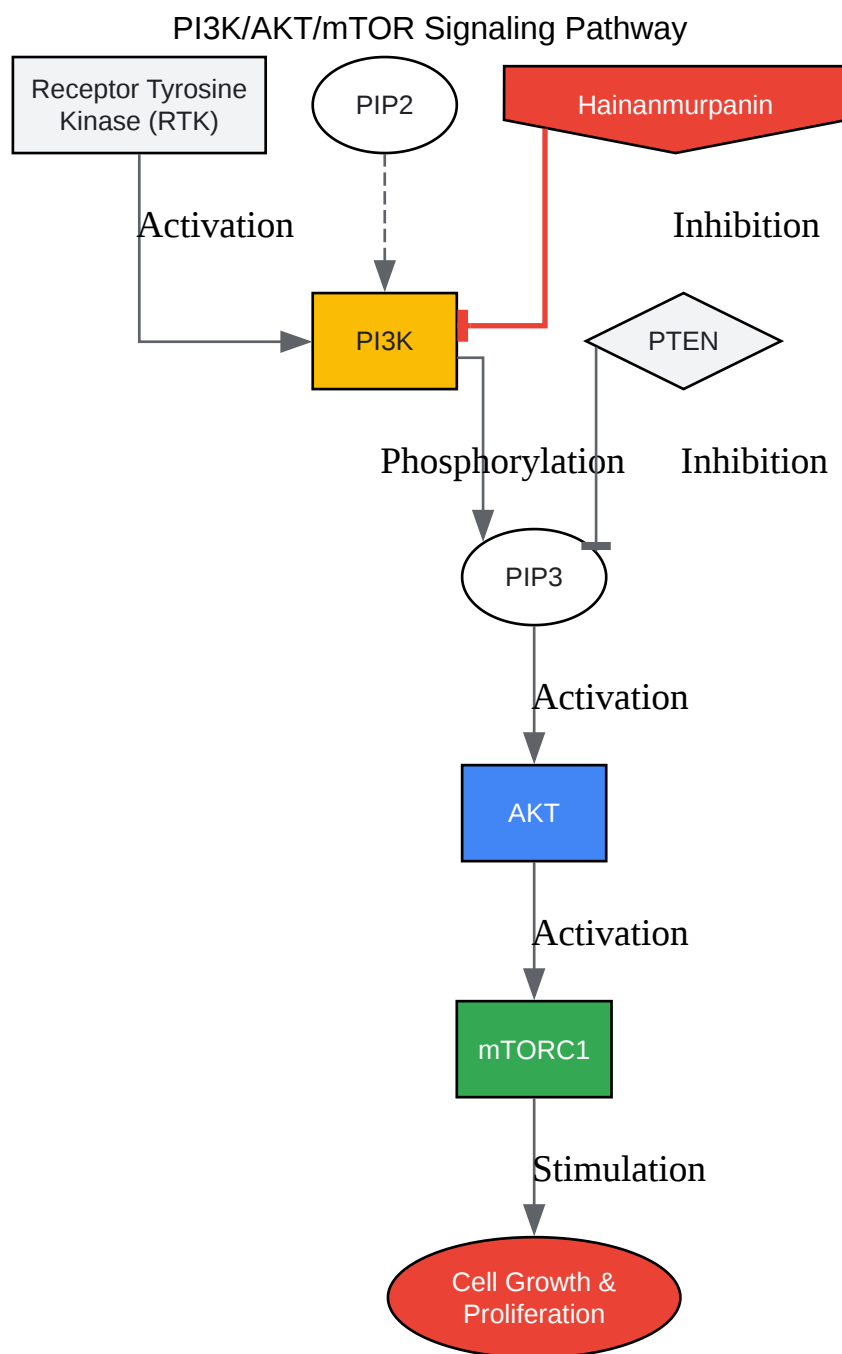 PI3K/AKT/mTOR Signaling Pathway
Receptor Tyrosine
Kinase (RTK)
PIP2
Hainanmurpanin
Activation
Inhibition
PI3K
PTEN
Phosphorylation
Inhibition
PIP3
Activation
AKT
Activation
mTORC1
Stimulation
Cell Growth &
Proliferation